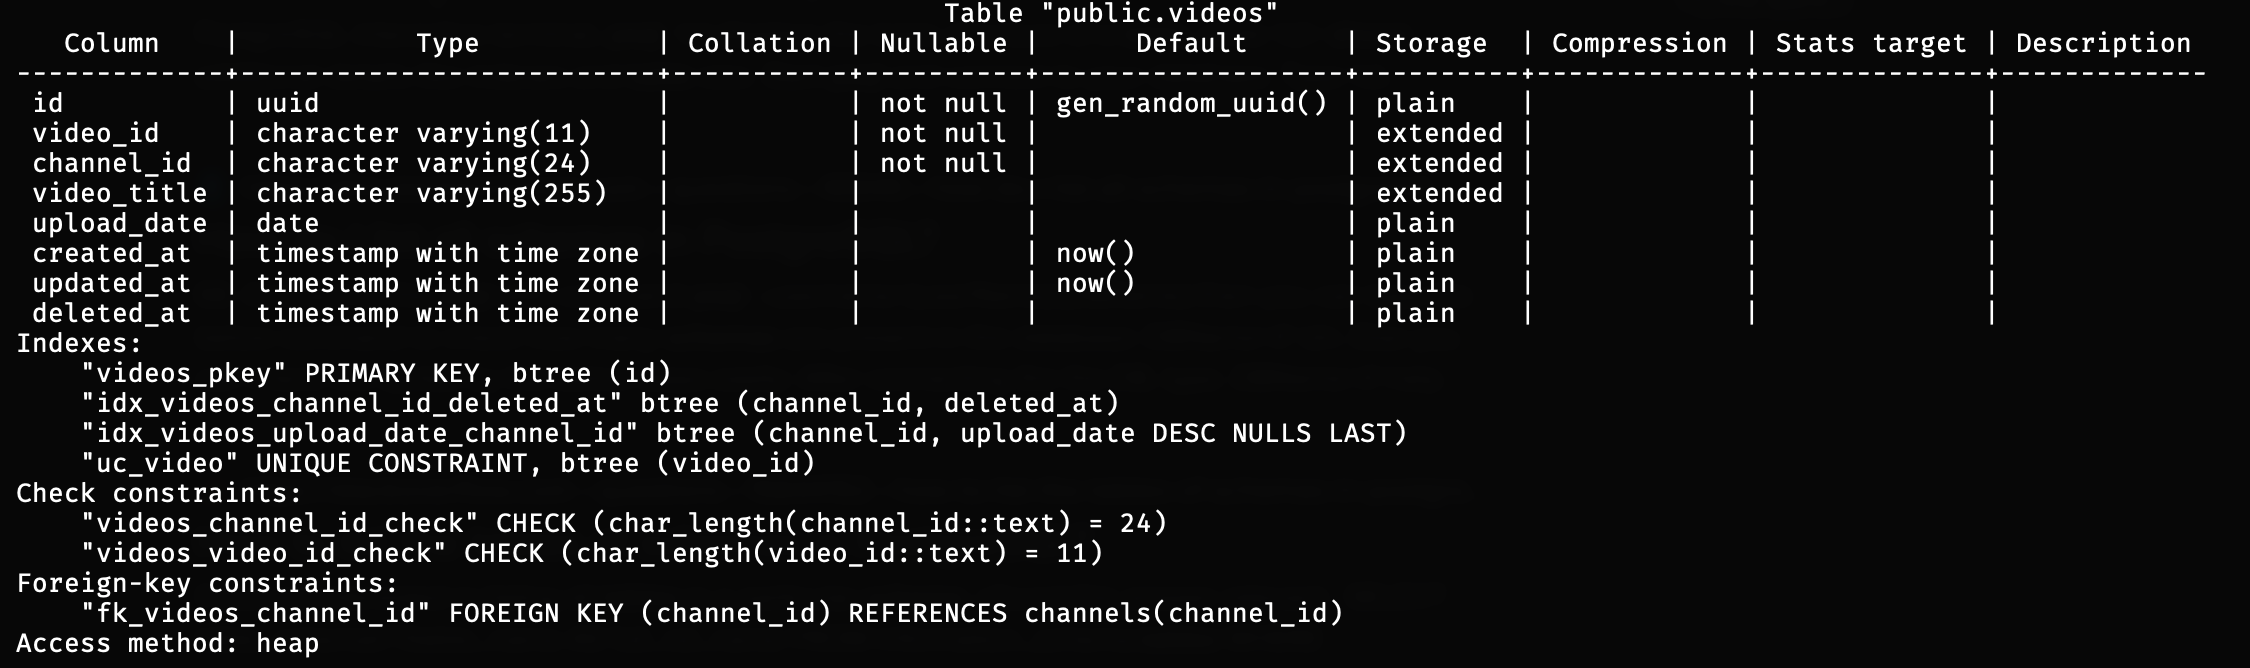 Table "public.videos"
   Column    |           Type           | Collation | Nullable |      Default      | Storage  | Compression | Stats target | Description
-------------+--------------------------+-----------+----------+-------------------+----------+-------------+--------------+-------------
 id          | uuid                     |           | not null | gen_random_uuid() | plain    |             |              |
 video_id    | character varying(11)    |           | not null |                   | extended |             |              |
 channel_id  | character varying(24)    |           | not null |                   | extended |             |              |
 video_title | character varying(255)   |           |          |                   | extended |             |              |
 upload_date | date                     |           |          |                   | plain    |             |              |
 created_at  | timestamp with time zone |           |          | now()             | plain    |             |              |
 updated_at  | timestamp with time zone |           |          | now()             | plain    |             |              |
 deleted_at  | timestamp with time zone |           |          |                   | plain    |             |              |
Indexes:
    "videos_pkey" PRIMARY KEY, btree (id)
    "idx_videos_channel_id_deleted_at" btree (channel_id, deleted_at)
    "idx_videos_upload_date_channel_id" btree (channel_id, upload_date DESC NULLS LAST)
    "uc_video" UNIQUE CONSTRAINT, btree (video_id)
Check constraints:
    "videos_channel_id_check" CHECK (char_length(channel_id::text) = 24)
    "videos_video_id_check" CHECK (char_length(video_id::text) = 11)
Foreign-key constraints:
    "fk_videos_channel_id" FOREIGN KEY (channel_id) REFERENCES channels(channel_id)
Access method: heap